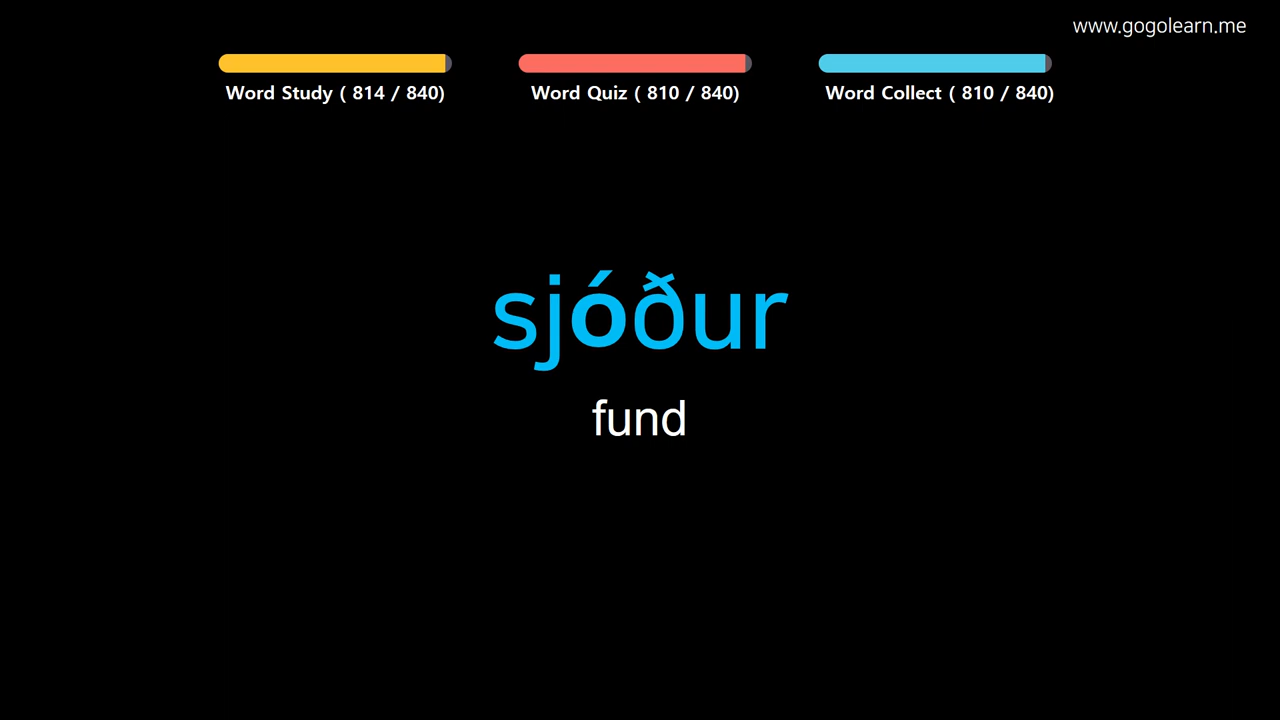 www.gogolearn.me
Word Study ( 814 / 840)
Word Quiz ( 810 / 840)
Word Collect ( 810 / 840)
sjóður
fund